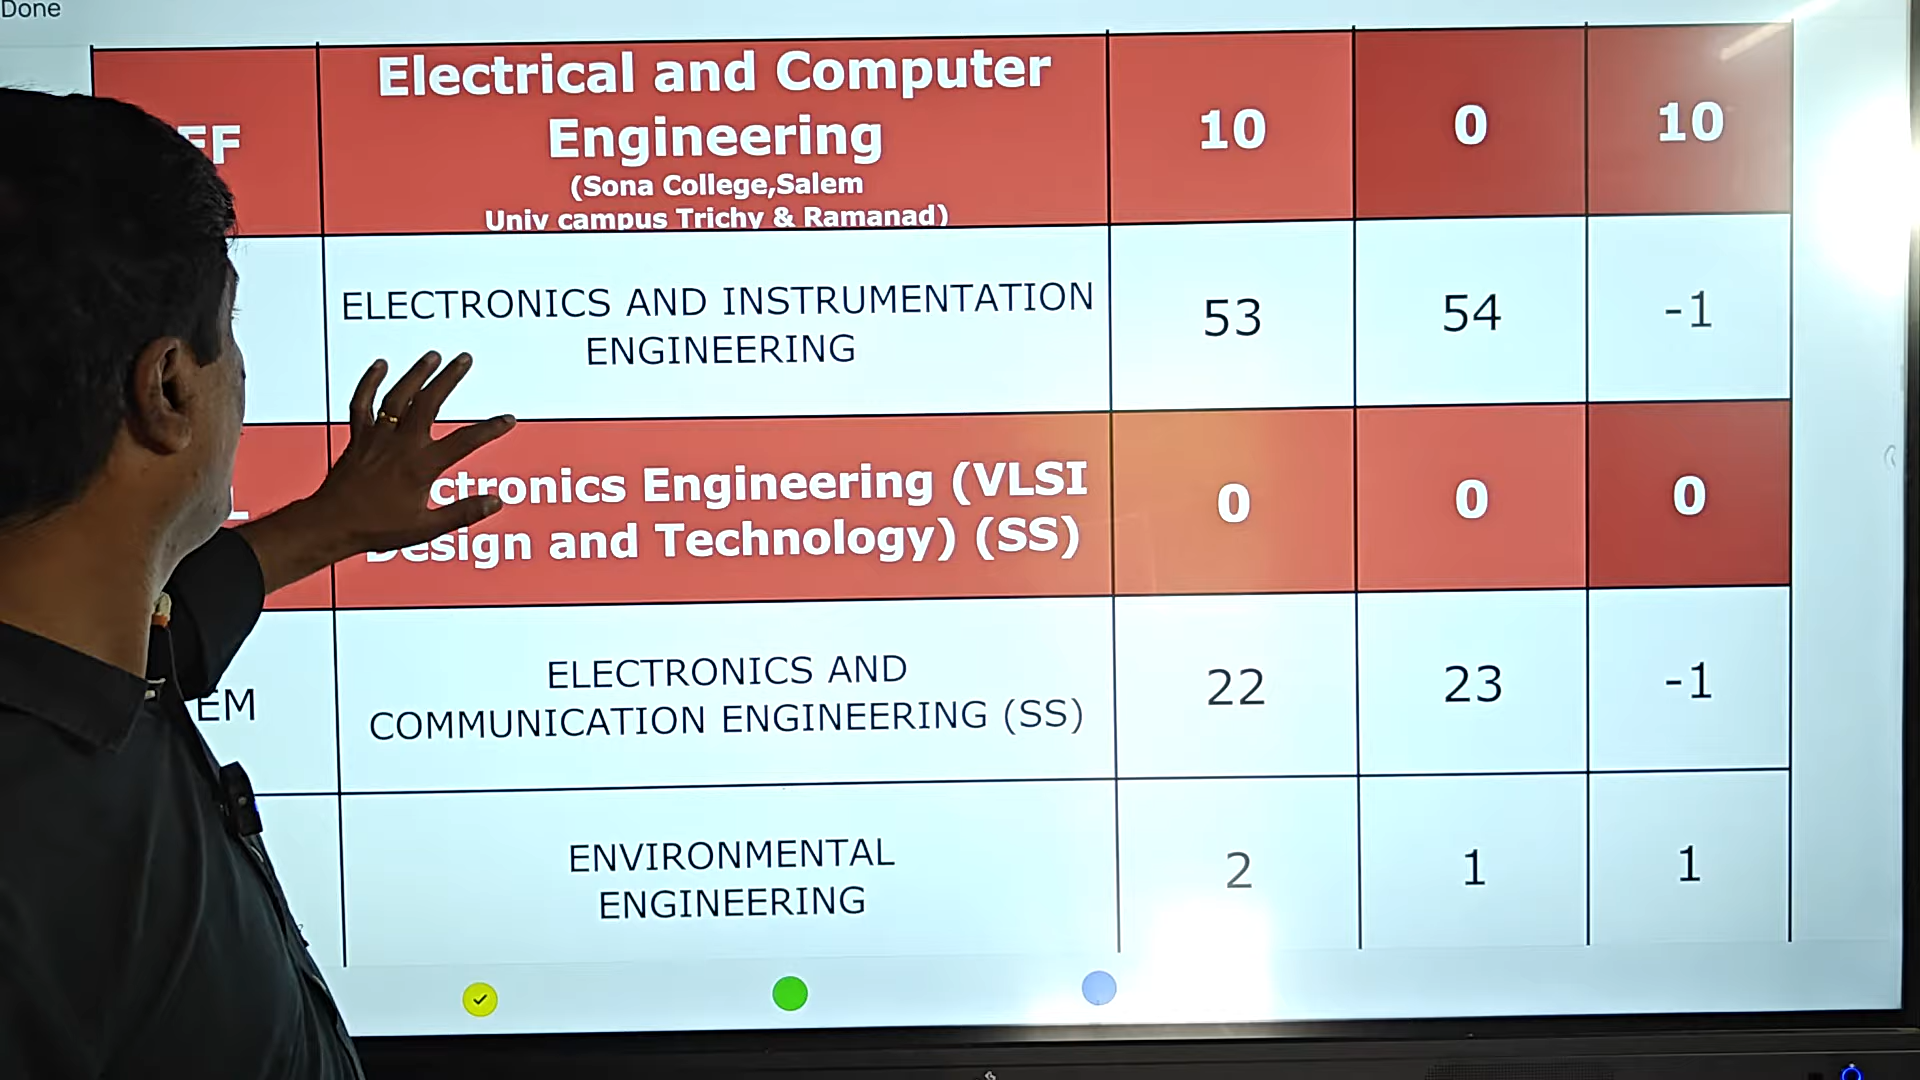 Done
EF
Electrical and Computer
Engineering
(Sona College,Salem
Univ campus Trichy & Ramanad)
10
0
10
ELECTRONICS AND INSTRUMENTATION
ENGINEERING
53
54
-1
Engineering (VLSI
and Technology) (SS)
0
0
0
EM
ELECTRONICS AND
COMMUNICATION ENGINEERING (SS)
22
23
-1
ENVIRONMENTAL
ENGINEERING
2
1
1